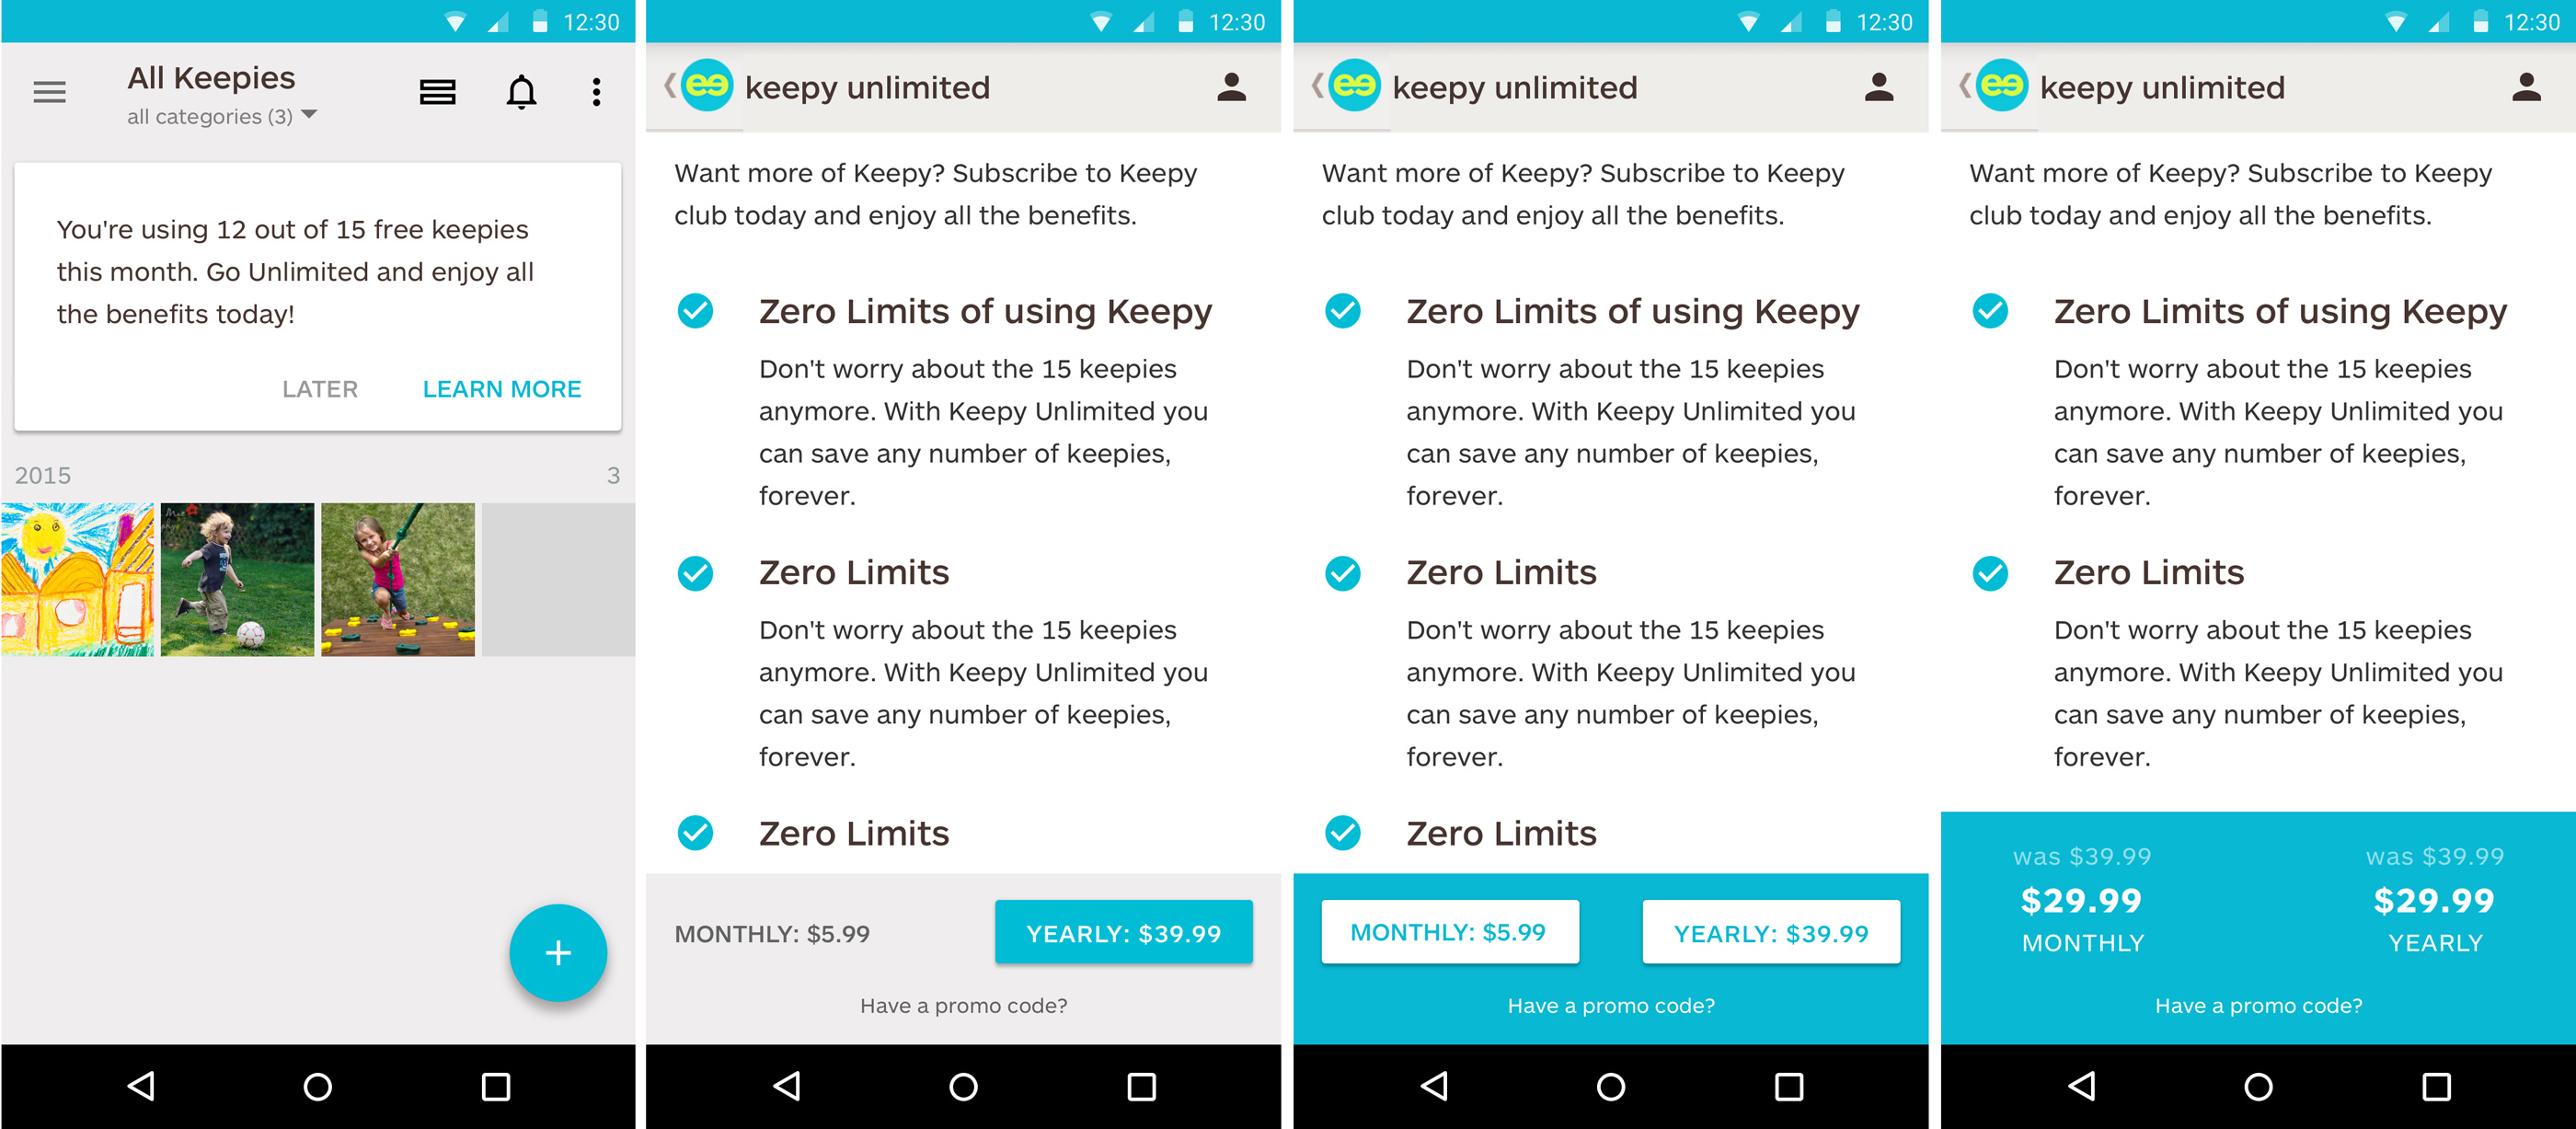 12:30
All Keepies
all categories (3)
You're using 12 out of 15 free keepies
this month. Go Unlimited and enjoy all
the benefits today!
LATER LEARN MORE
2015 3
12:30
keepy unlimited
Want more of Keepy? Subscribe to Keepy
club today and enjoy all the benefits.
Zero Limits of using Keepy
Don't worry about the 15 keepies
anymore. With Keepy Unlimited you
can save any number of keepies,
forever.
Zero Limits
Don't worry about the 15 keepies
anymore. With Keepy Unlimited you
can save any number of keepies,
forever.
Zero Limits
MONTHLY: $5.99 YEARLY: $39.99
Have a promo code?
12:30
keepy unlimited
Want more of Keepy? Subscribe to Keepy
club today and enjoy all the benefits.
Zero Limits of using Keepy
Don't worry about the 15 keepies
anymore. With Keepy Unlimited you
can save any number of keepies,
forever.
Zero Limits
Don't worry about the 15 keepies
anymore. With Keepy Unlimited you
can save any number of keepies,
forever.
Zero Limits
MONTHLY: $5.99 YEARLY: $39.99
Have a promo code?
12:30
keepy unlimited
Want more of Keepy? Subscribe to Keepy
club today and enjoy all the benefits.
Zero Limits of using Keepy
Don't worry about the 15 keepies
anymore. With Keepy Unlimited you
can save any number of keepies,
forever.
Zero Limits
Don't worry about the 15 keepies
anymore. With Keepy Unlimited you
can save any number of keepies,
forever.
was $39.99 was $39.99
$29.99 $29.99
MONTHLY YEARLY
Have a promo code?